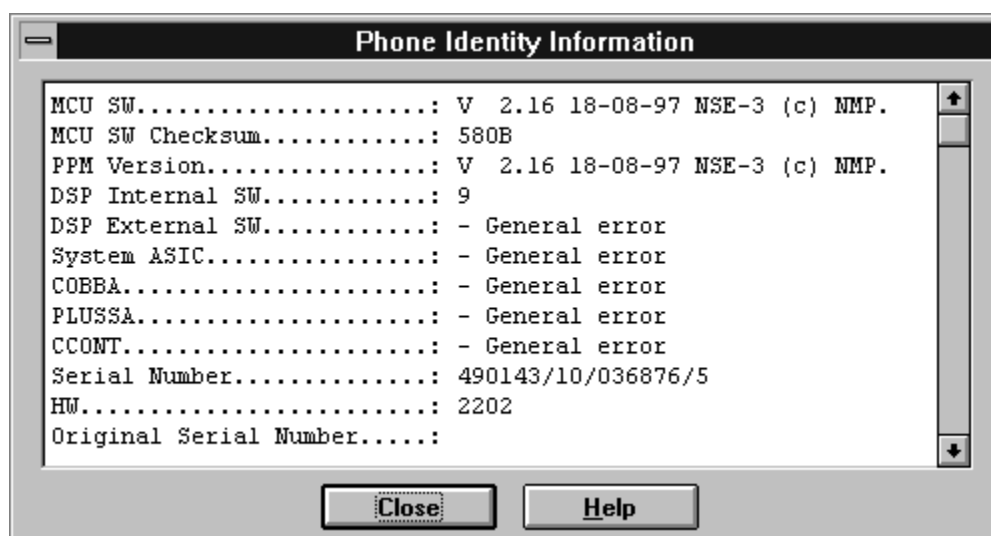 Phone Identity Information
MCU SW......................: V  2.16 18-08-97 NSE-3 (c) NMP.
MCU SW Checksum.............: 580B
PPM Version.................: V  2.16 18-08-97 NSE-3 (c) NMP.
DSP Internal SW.............: 9
DSP External SW.............: - General error
System ASIC.................: - General error
COBBA.......................: - General error
PLUSSA......................: - General error
CCONT.......................: - General error
Serial Number...............: 490143/10/036876/5
HW..........................: 2202
Original Serial Number.....:
Close Help